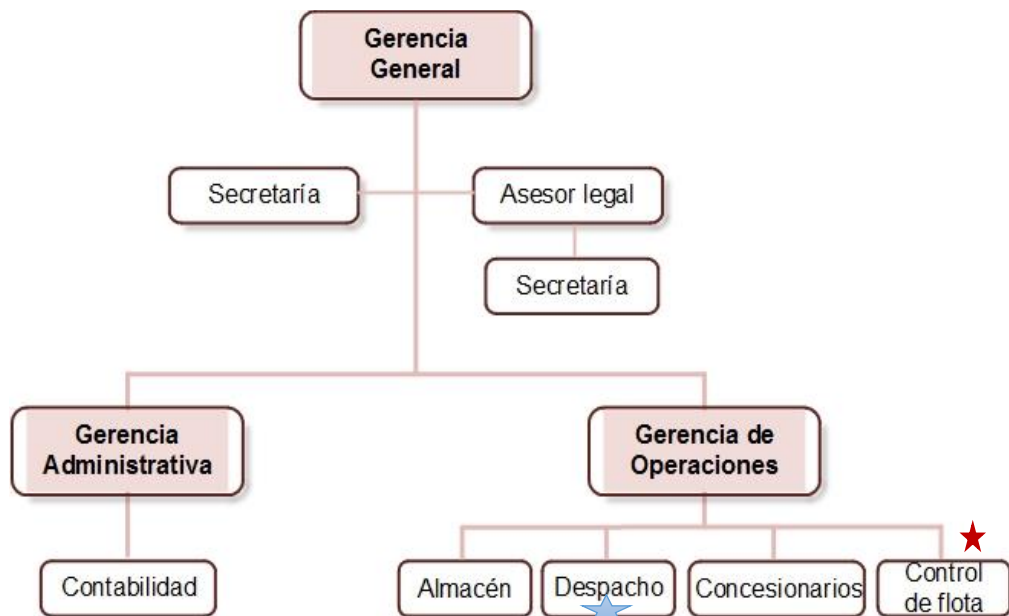 Gerencia
General
Secretaría
Asesor legal
Secretaría
Gerencia
Administrativa
Gerencia de
Operaciones
Contabilidad
Almacén
Despacho
Concesionarios
Control
de flota